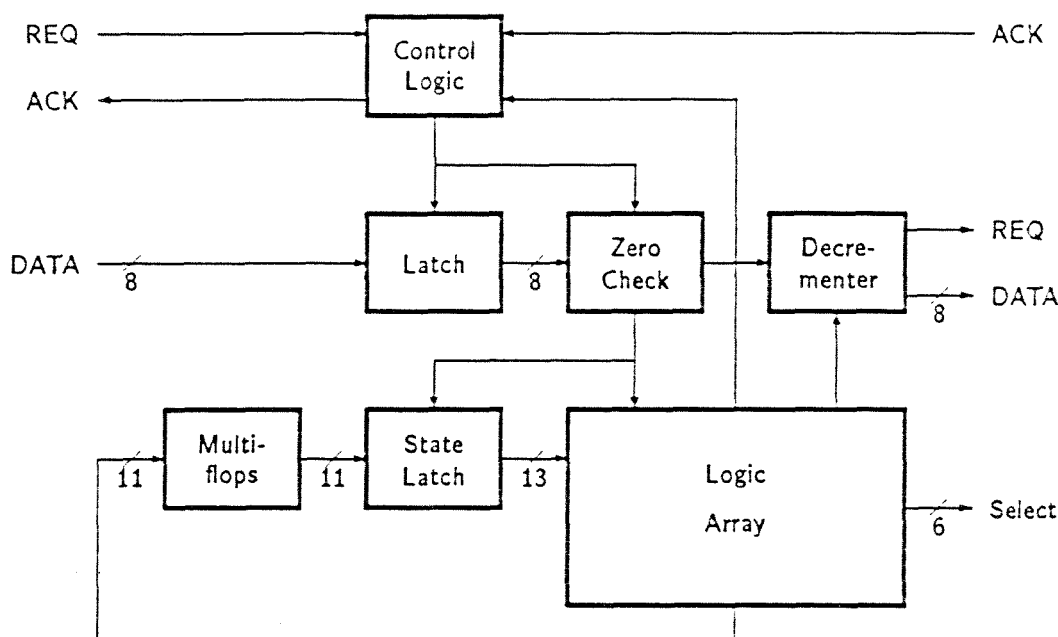 REQ
Control
Logic
ACK
ACK
DATA
8
Latch
8
Zero
Check
Decre-
menter
REQ
DATA
8
11
Multi-
flops
11
State
Latch
13
Logic
Array
6
Select